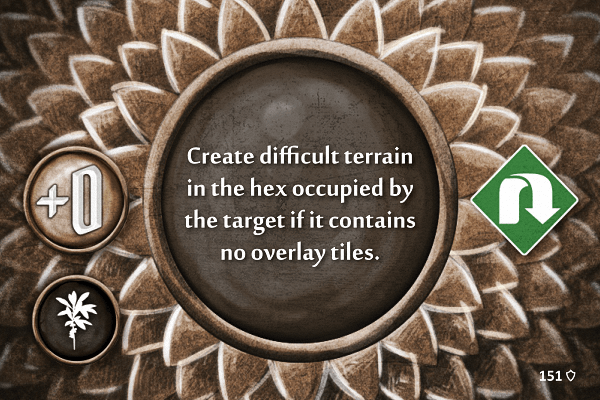 Create difficult terrain
in the hex occupied by
the target if it contains
no overlay tiles.
+0
151